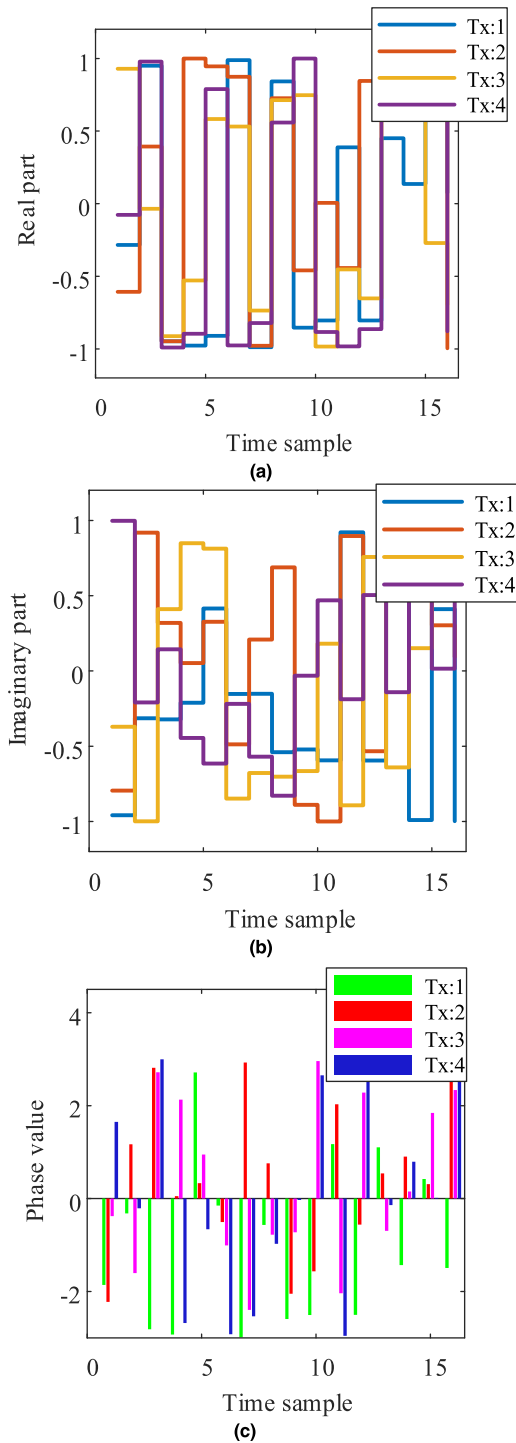 Tx:1
Tx:2
Tx:3
Tx:4
1
0.5
0
-0.5
-1
Real part
0 5 10 15
Time sample
(a)
Tx:1
Tx:2
Tx:3
Tx:4
1
0.5
0
-0.5
-1
Imaginary part
0 5 10 15
Time sample
(b)
Tx:1
Tx:2
Tx:3
Tx:4
4
2
0
-2
Phase value
0 5 10 15
Time sample
(c)